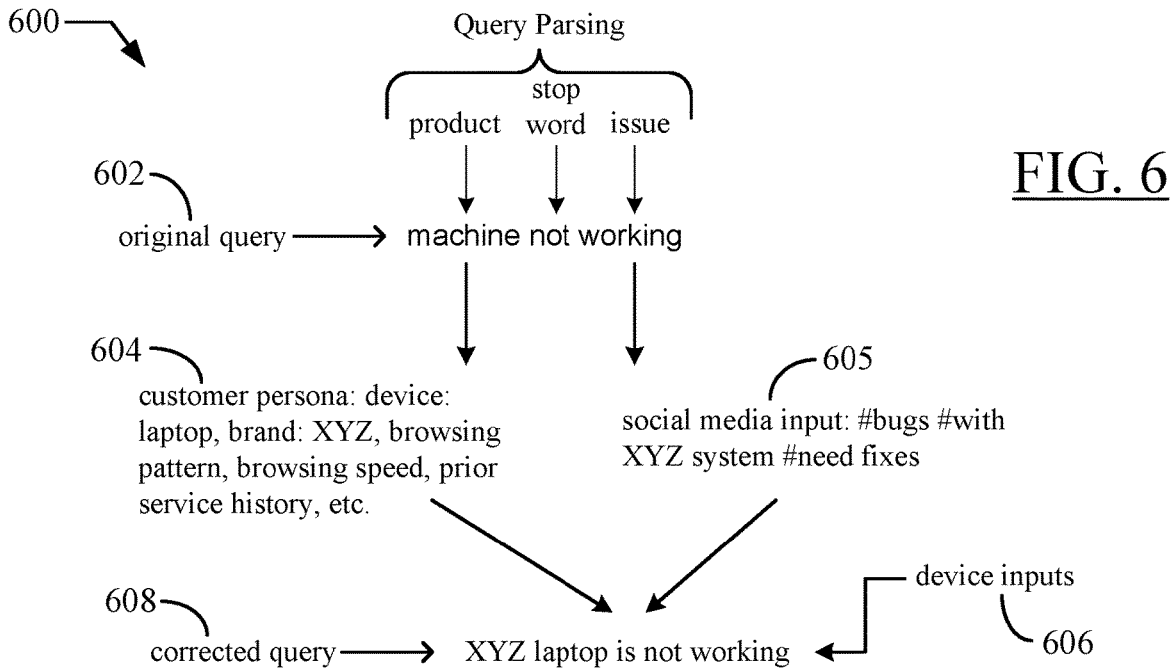 600
Query Parsing
stop
product word issue
FIG. 6
602
original query machine not working
604
605
customer persona: device:
laptop, brand: XYZ, browsing
pattern, browsing speed, prior
service history, etc.
social media input: #bugs #with
XYZ system #need fixes
device inputs
608
606
corrected query XYZ laptop is not working